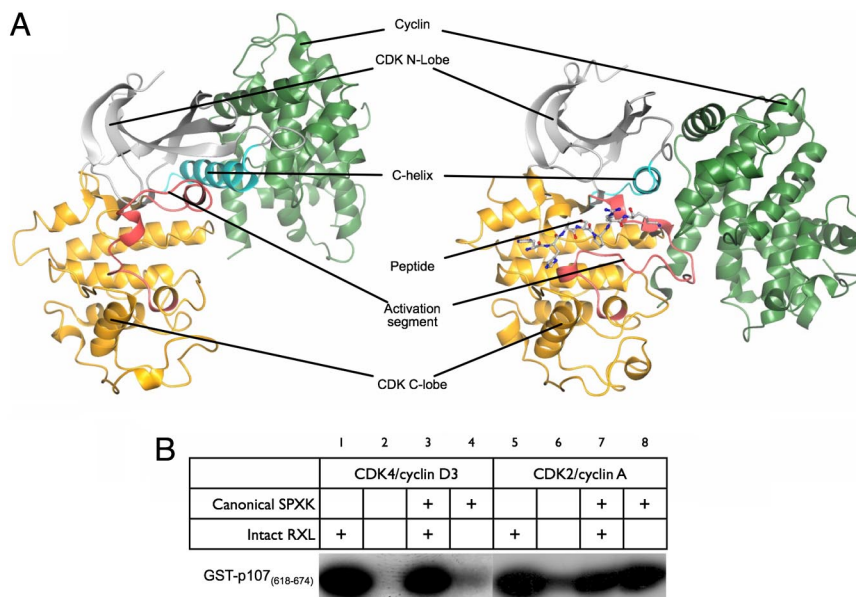 A
Cyclin
CDK N-Lobe
C-helix
Peptide
Activation
segment
CDK C-lobe
B
1 2 3 4 5 6 7 8
CDK4/cyclin D3 CDK2/cyclin A
Canonical SPXK + + + +
Intact RXL + + + +
GST-p107(618-674)